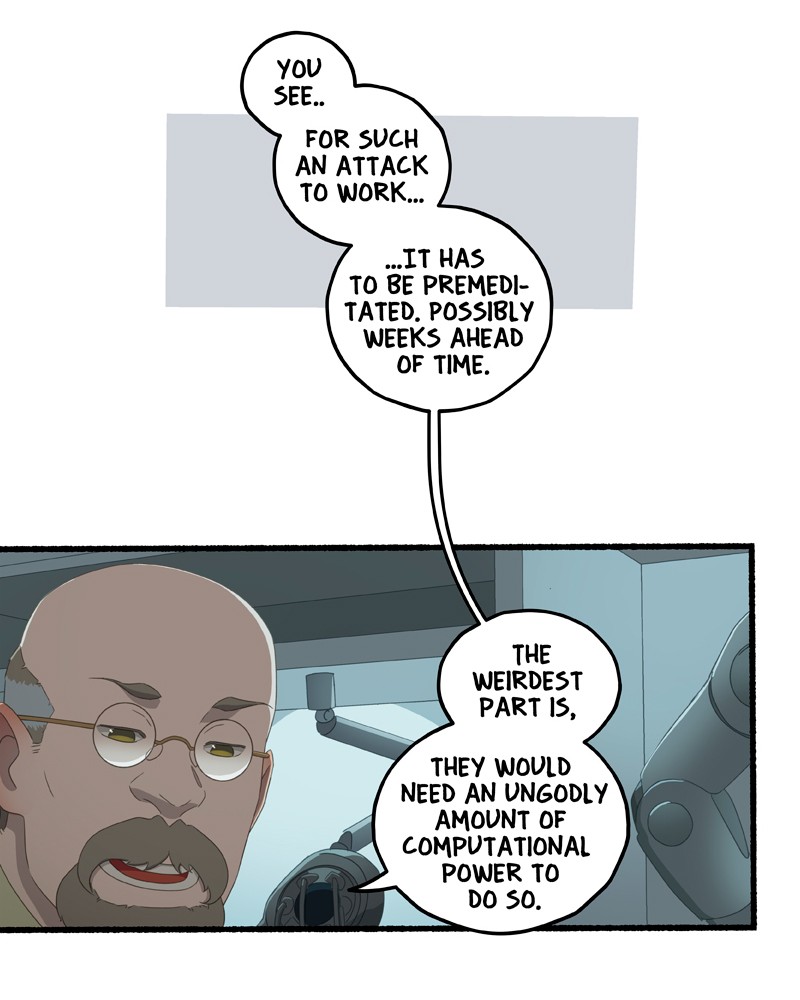 YOU
SEE..
FOR SUCH
AN ATTACK
TO WORK...
...IT HAS
TO BE PREMEDI-
TATED. POSSIBLY
WEEKS AHEAD
OF TIME.
THE
WEIRDEST
PART IS,
THEY WOULD
NEED AN UNGODLY
AMOUNT OF
COMPUTATIONAL
POWER TO
DO SO.